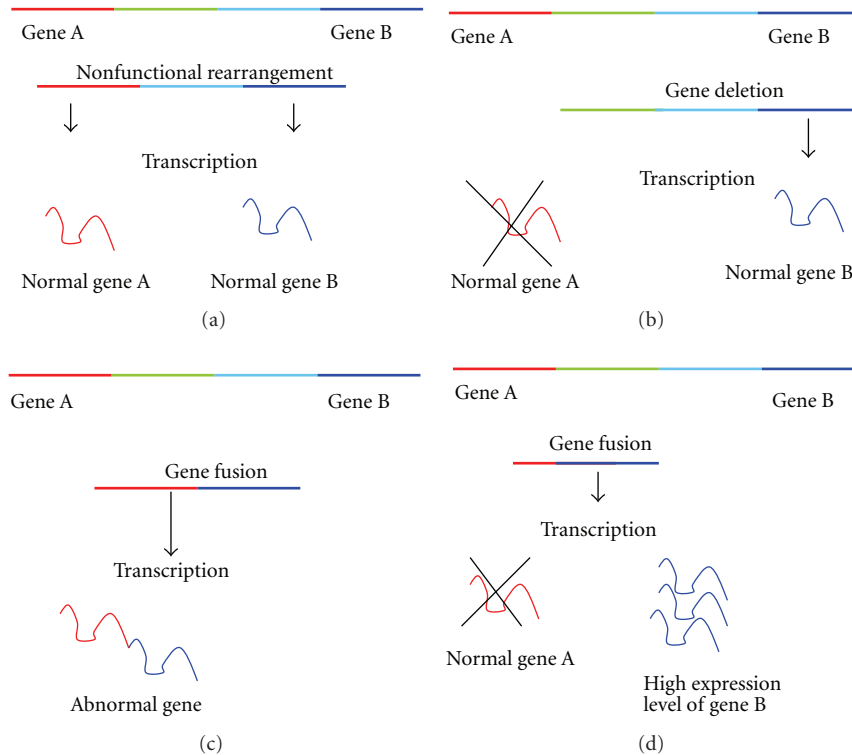 Gene A
Gene B
Nonfunctional rearrangement
Transcription
Normal gene A
Normal gene B
(a)
Gene A
Gene B
Gene deletion
Transcription
Normal gene A
Normal gene B
(b)
Gene A
Gene B
Gene fusion
Transcription
Abnormal gene
(c)
Gene A
Gene B
Gene fusion
Transcription
Normal gene A
High expression
level of gene B
(d)